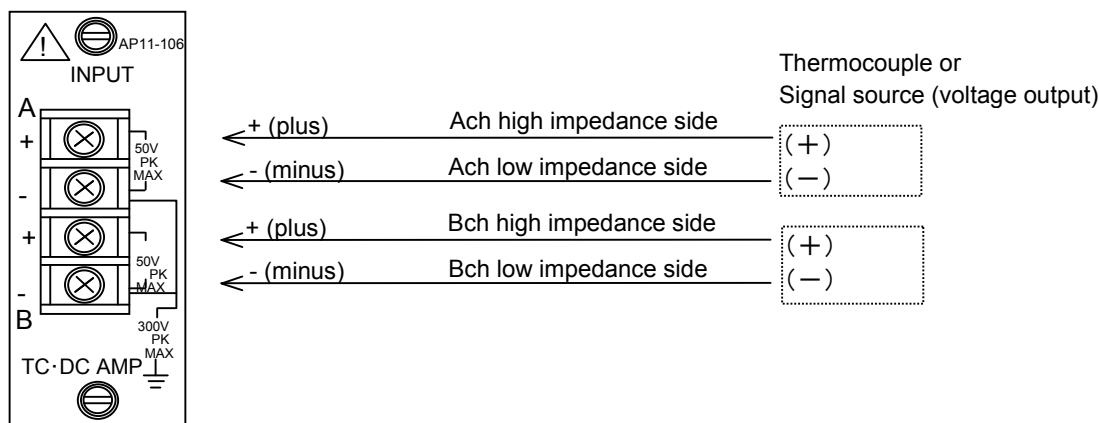 AP11-106
INPUT
A
+
50V
PK
MAX
-
+
50V
PK
MAX
-
B
300V
PK
MAX
TC·DC AMP
+ (plus) Ach high impedance side
- (minus) Ach low impedance side
+ (plus) Bch high impedance side
- (minus) Bch low impedance side
Thermocouple or
Signal source (voltage output)
(+)
(−)
(+)
(−)